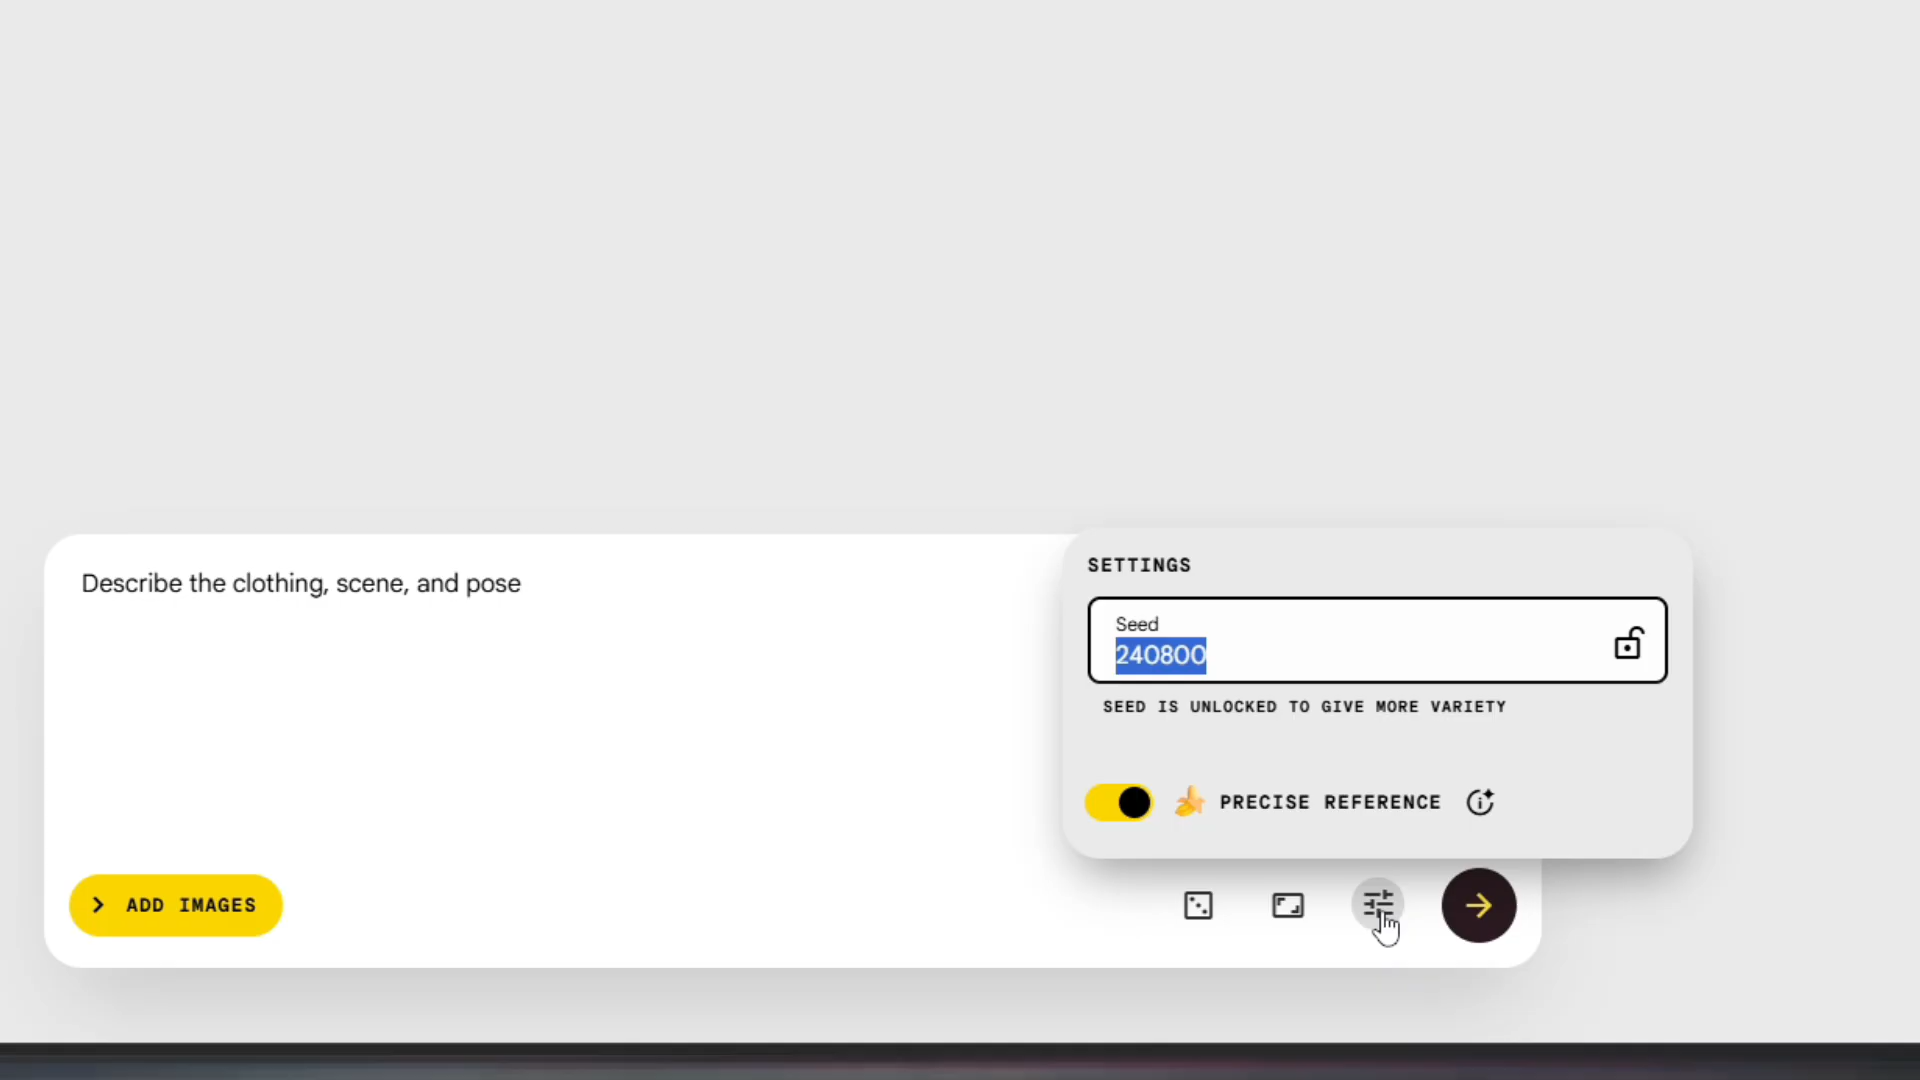 Describe the clothing, scene, and pose
SETTINGS
Seed
240800
SEED IS UNLOCKED TO GIVE MORE VARIETY
PRECISE REFERENCE
ADD IMAGES